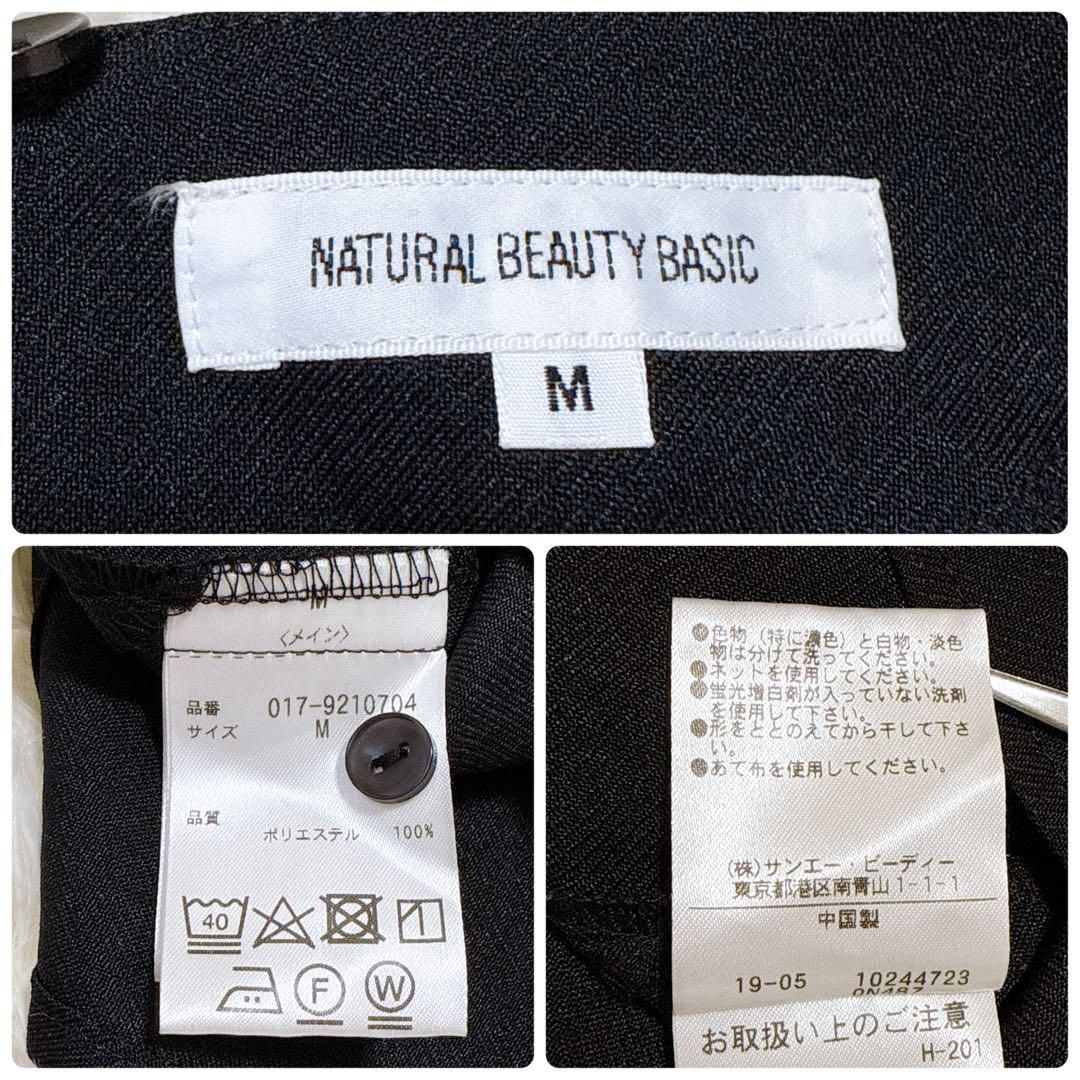 NATURAL BEAUTY BASIC
M
M
〈メイン〉
品番 017-9210704
サイズ M
品質
ポリエステル 100%
40
F
W
●色物(特に濃色)と白物・淡色
物は分けて洗ってください。
●ネットを使用してください。
●蛍光増白剤が入っていない洗剤
を使用して下さい。
●形をととのえてから干して下さ
い。
●あて布を使用してください。
(株)サンエー・ビーディー
東京都港区南青山1-1-1
中国製
19-05 10244723
お取扱い上のご注意
H-201